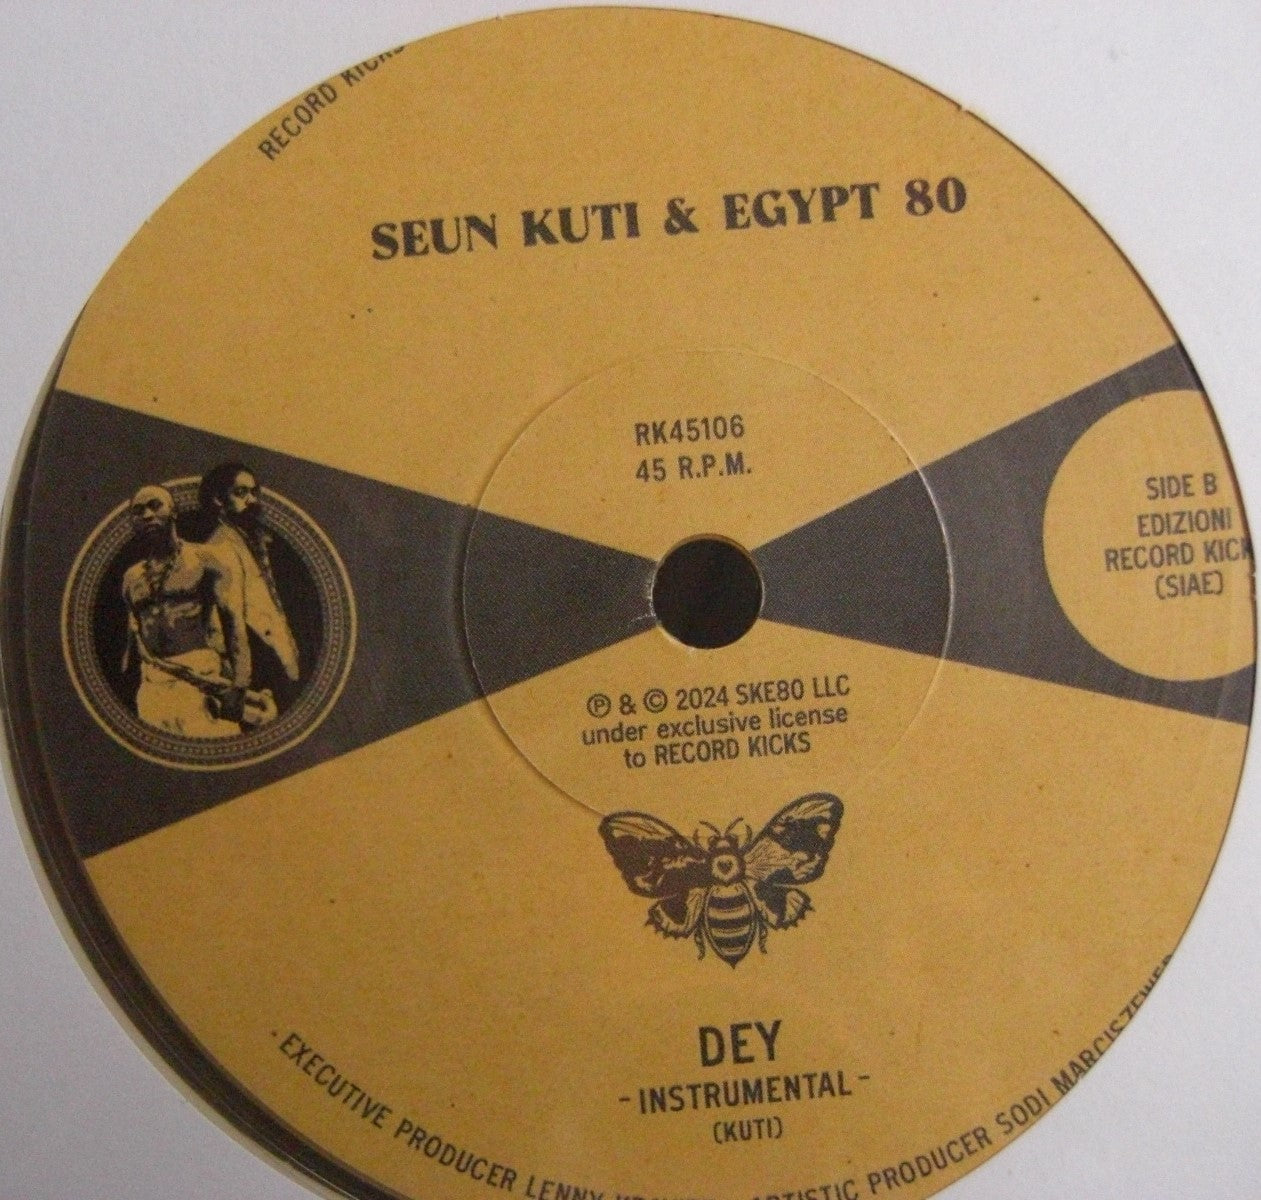 RECORD KICKS
SEUN KUTI & EGYPT 80
RK45106
45 R.P.M.
SIDE B
EDIZIONI
RECORD KICK
(SIAE)
℗ & © 2024 SKE80 LLC
under exclusive license
to RECORD KICKS
DEY
- INSTRUMENTAL -
(KUTI)
· EXECUTIVE PRODUCER LENNY ARTISTIC PRODUCER SODI MARCISZEWER